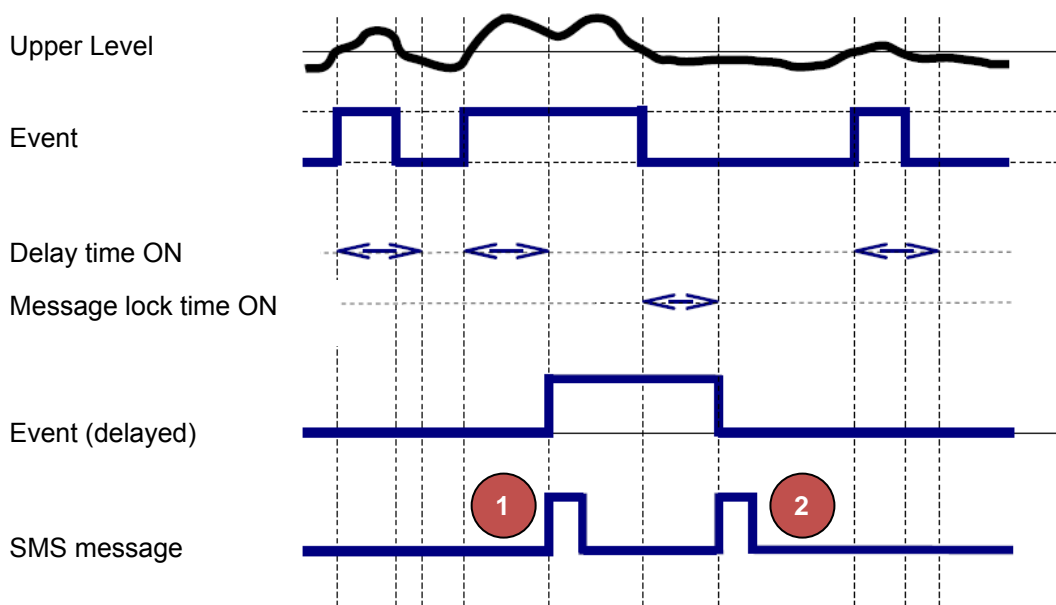 Upper Level
Event
Delay time ON
Message lock time ON
Event (delayed)
1
2
SMS message